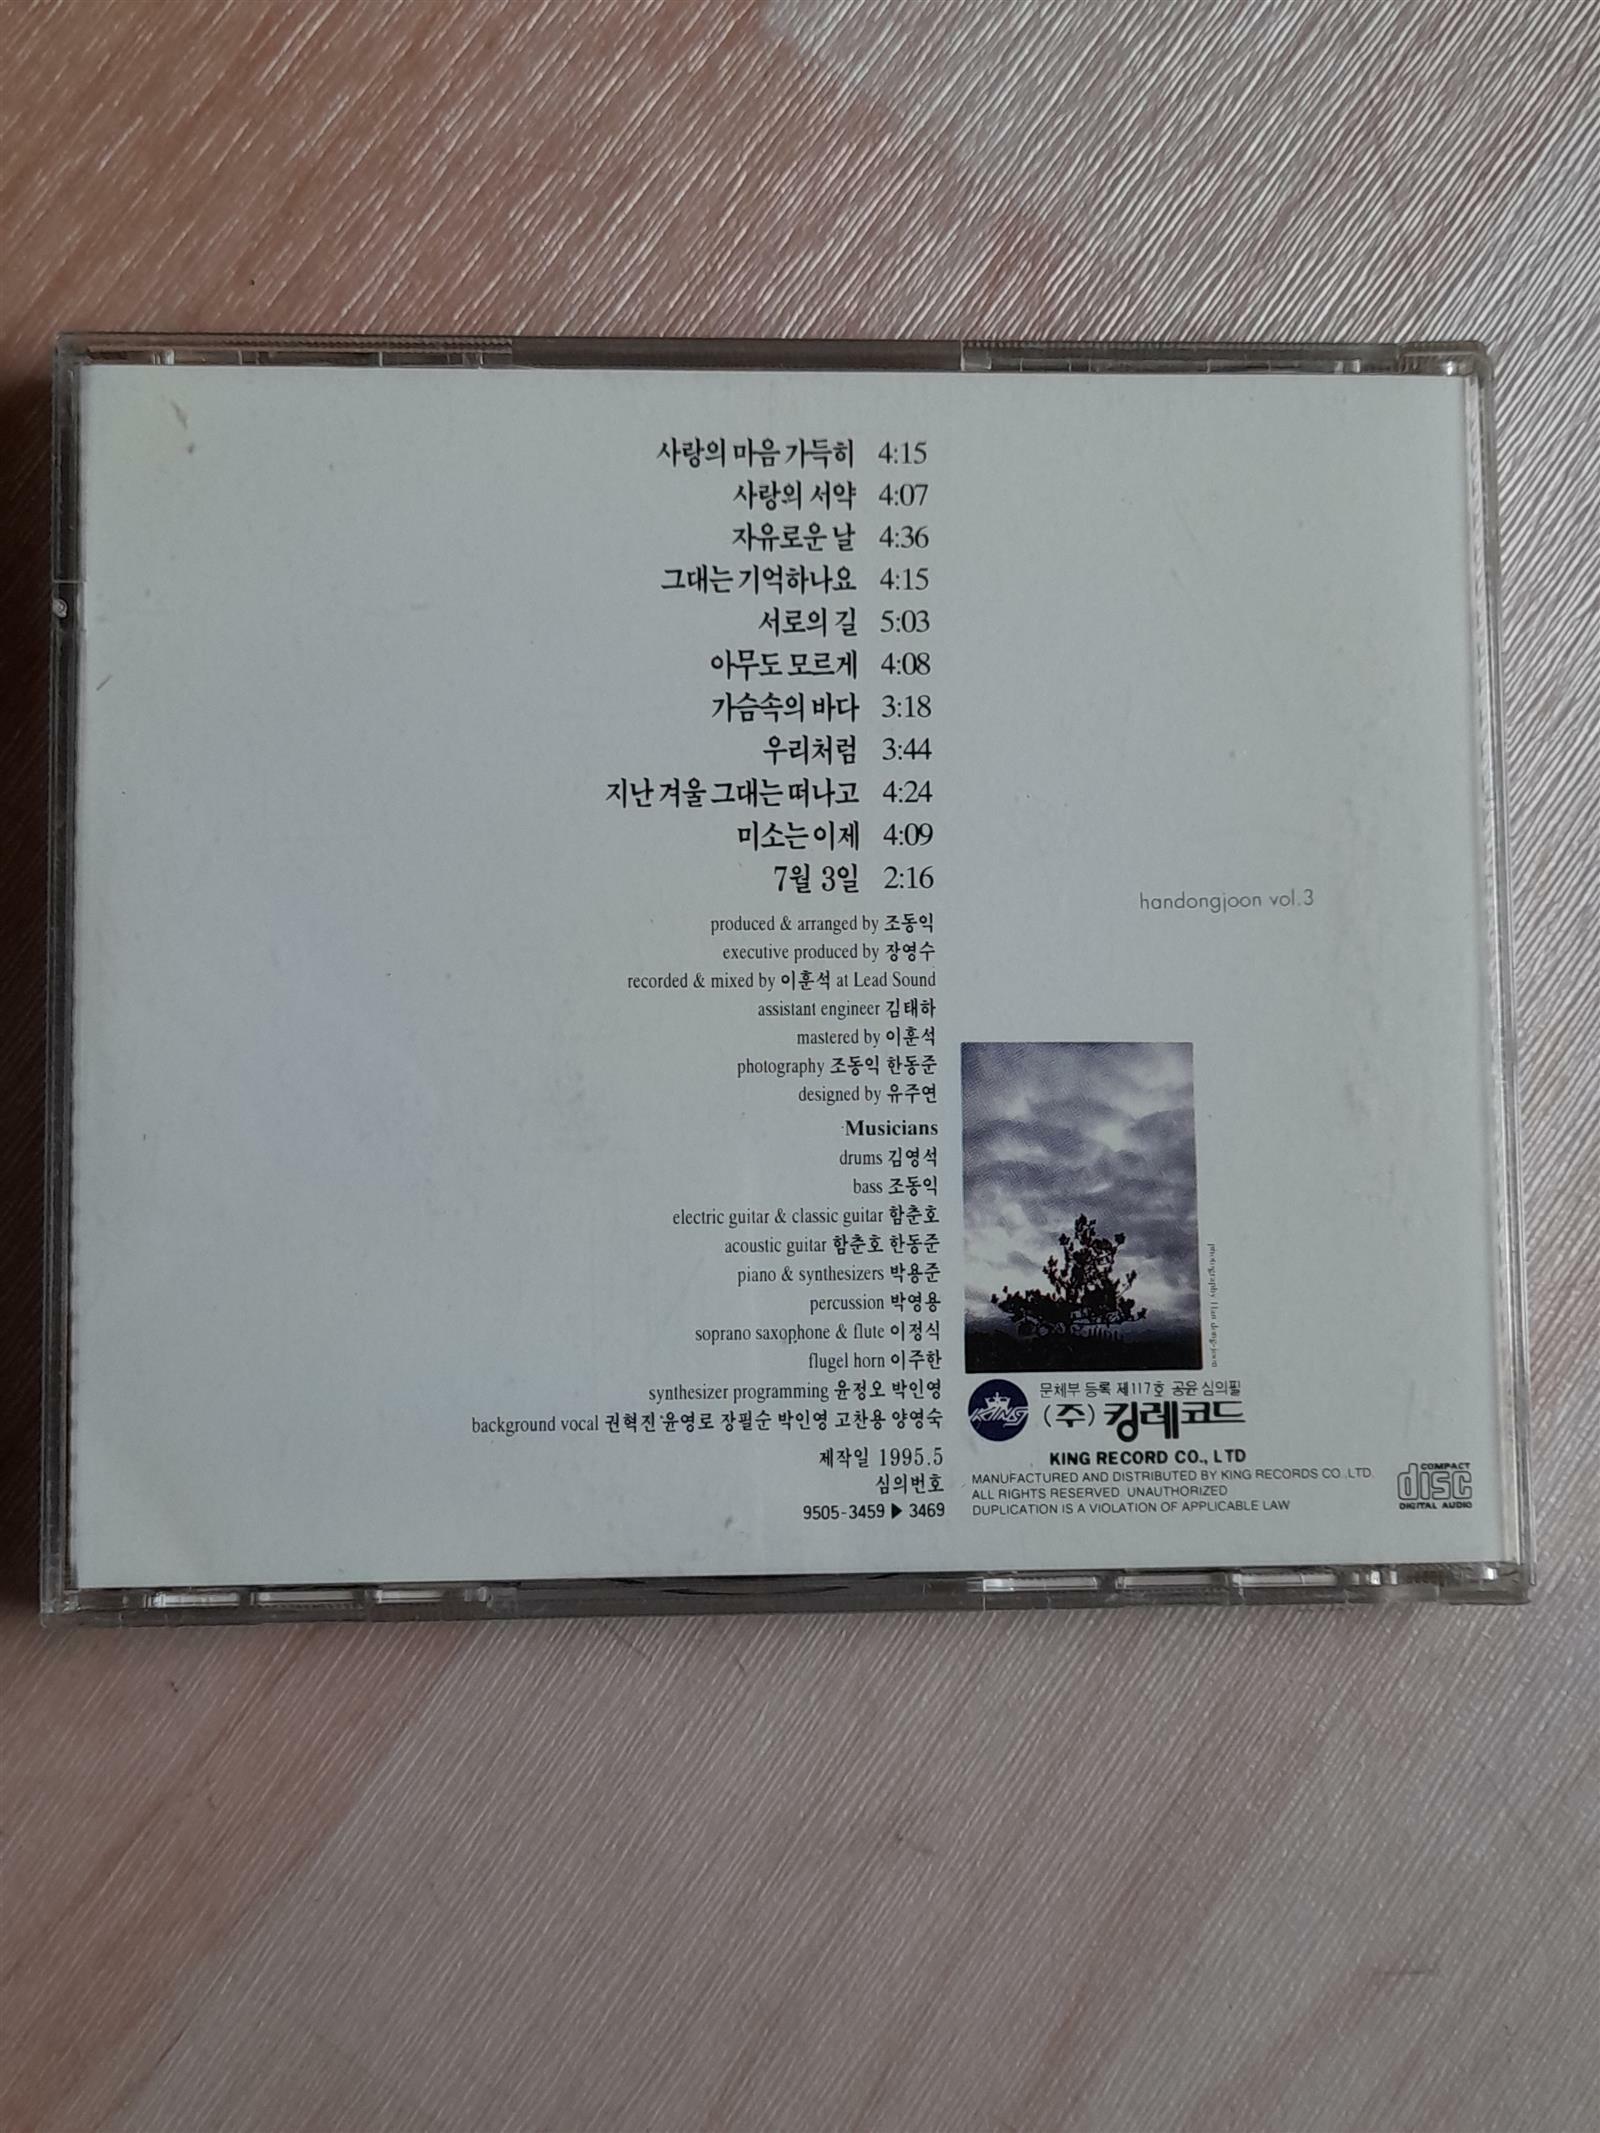 사랑의 마음 가득히 4:15
사랑의 서약 4:07
자유로운 날 4:36
그대는 기억하나요 4:15
서로의 길 5:03
아무도 모르게 4:08
가슴속의 바다 3:18
우리처럼 3:44
지난 겨울 그대는 떠나고 4:24
미소는 이제 4:09
7월 3일 2:16
handongjoon vol.3
produced & arranged by 조동익
executive produced by 장영수
recorded & mixed by 이훈석 at Lead Sound
assistant engineer 김태하
mastered by 이훈석
photography 조동익 한동준
designed by 유주연
Musicians
drums 김영석
bass 조동익
electric guitar & classic guitar 함춘호
acoustic guitar 함춘호 한동준
piano & synthesizers 박용준
percussion 박영용
soprano saxophone & flute 이정식
flugel horn 이주한
synthesizer programming 윤정오 박인영
background vocal 권혁진 윤영로 장필순 박인영 고찬용 양영숙
제작일 1995.5
심의번호
9505-3459 ▶ 3469
photography Han dong-joon
KING
문체부 등록 제117호 공윤 심의필
(주) 킹레코드
KING RECORD CO., LTD
MANUFACTURED AND DISTRIBUTED BY KING RECORDS CO.,LTD.
ALL RIGHTS RESERVED. UNAUTHORIZED
DUPLICATION IS A VIOLATION OF APPLICABLE LAW
COMPACT
disc
DIGITAL AUDIO